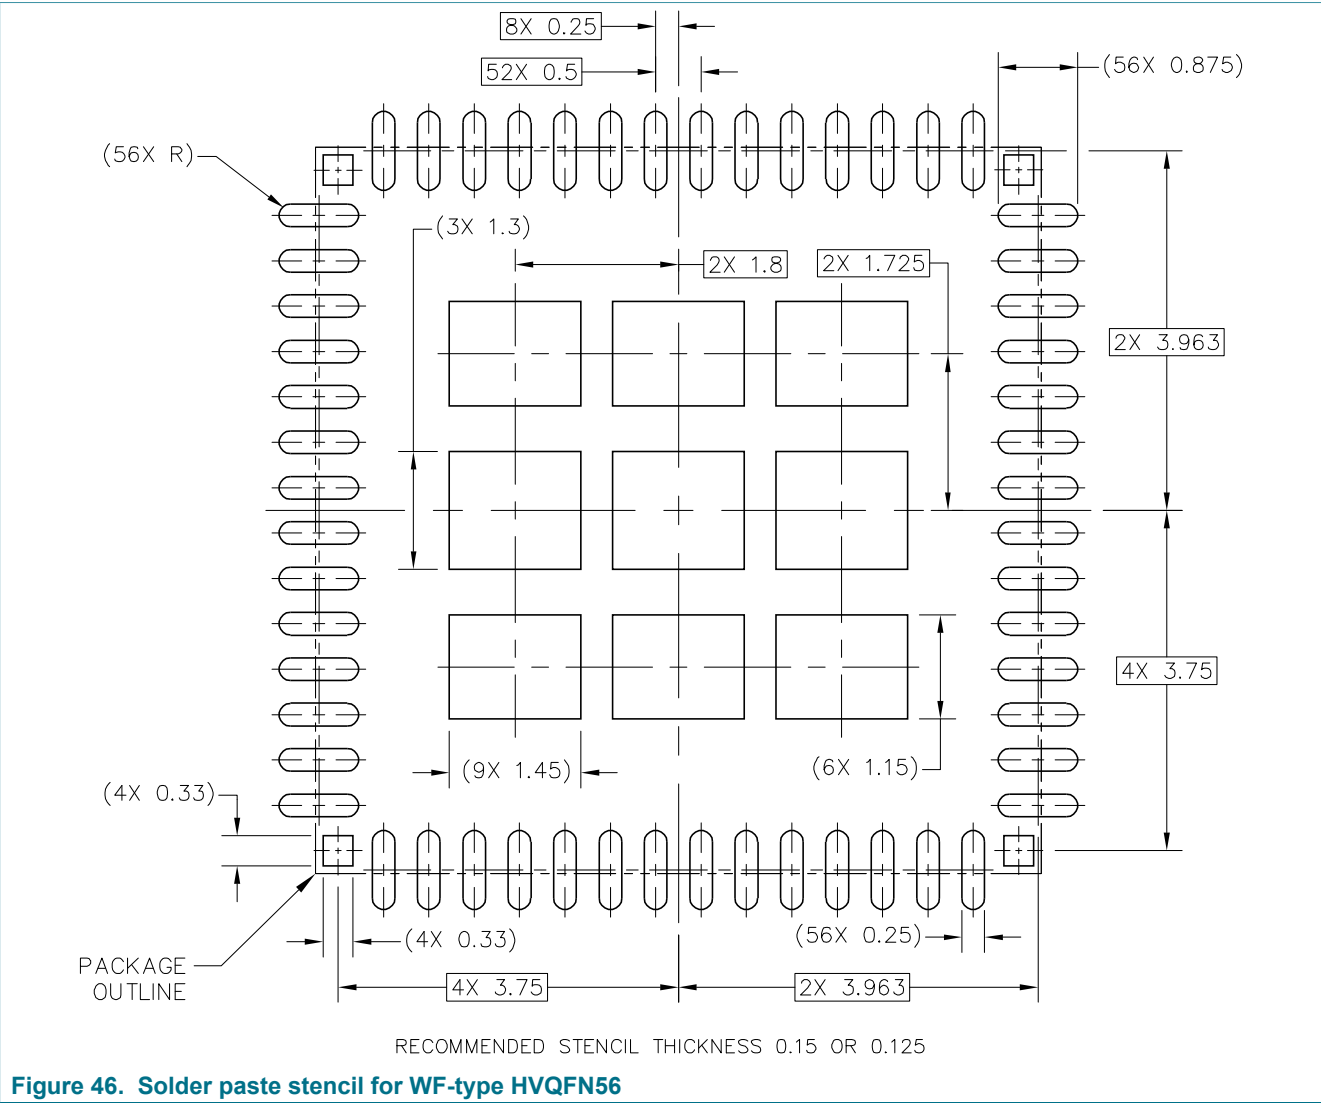 8X 0.25
52X 0.5
(56X 0.875)
(56X R)
(3X 1.3)
2X 1.8
2X 1.725
2X 3.963
4X 3.75
(9X 1.45)
(6X 1.15)
(4X 0.33)
(4X 0.33)
(56X 0.25)
PACKAGE
OUTLINE
4X 3.75
2X 3.963
RECOMMENDED STENCIL THICKNESS 0.15 OR 0.125
Figure 46. Solder paste stencil for WF-type HVQFN56